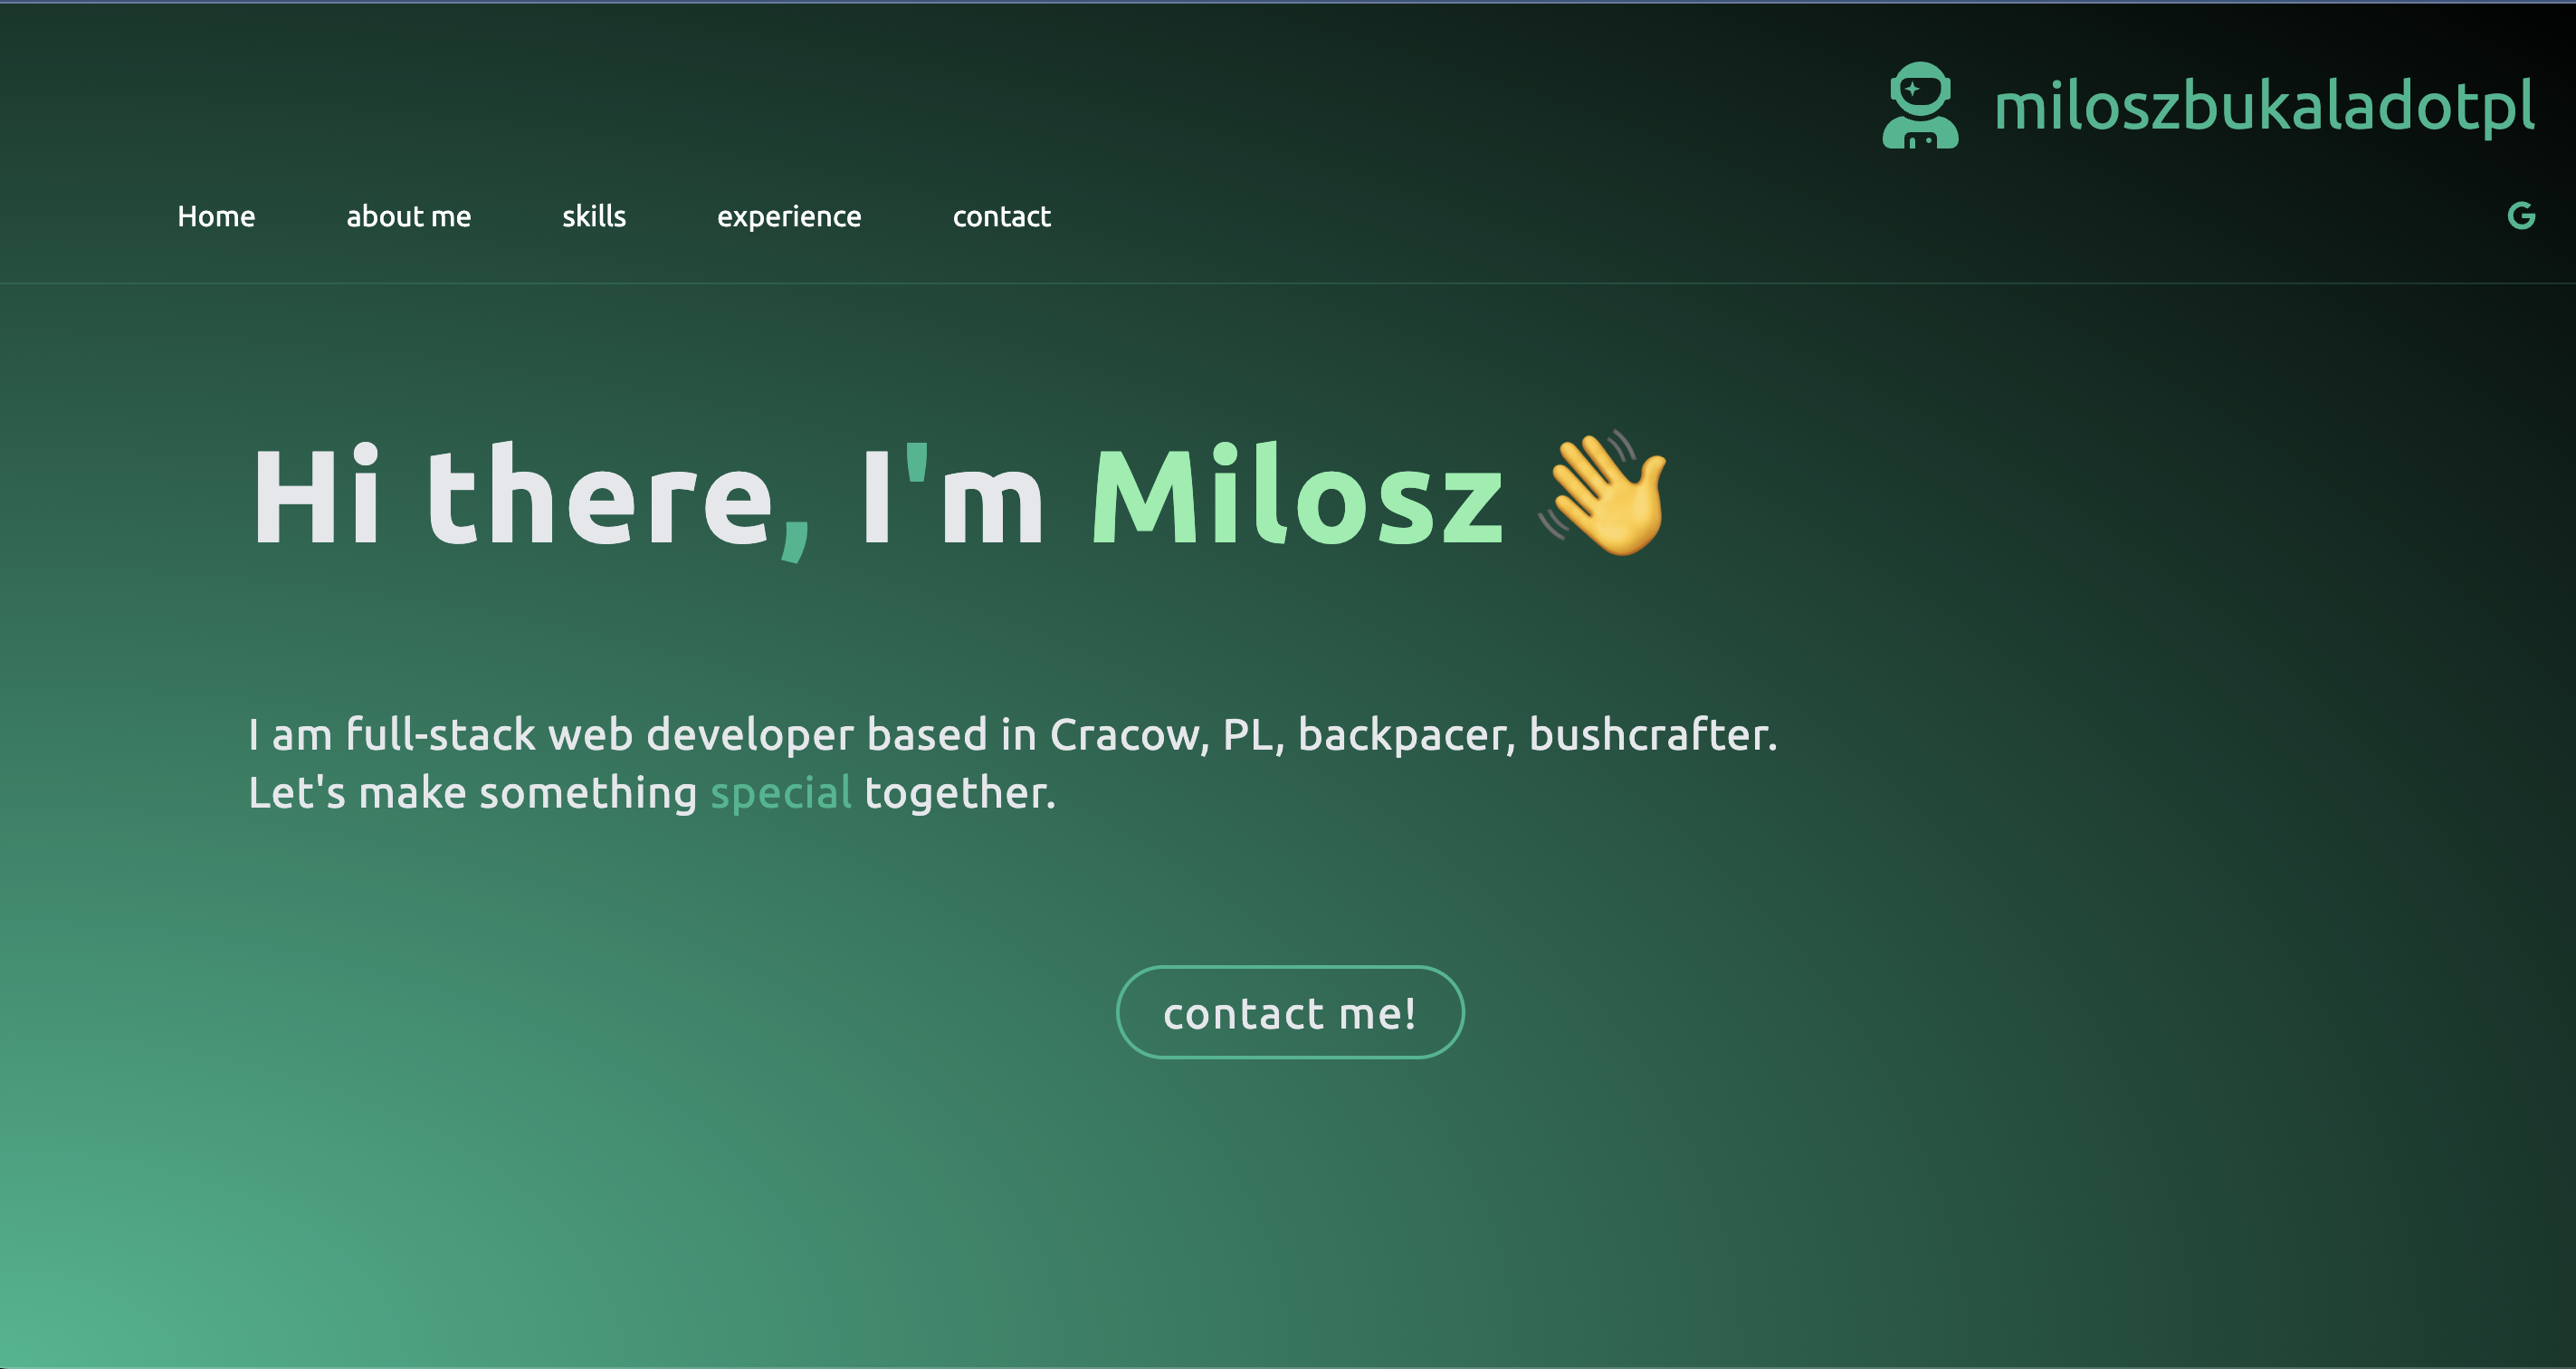 miloszbukaladotpl
Home about me skills experience contact
G
Hi there, I'm Milosz 👋
I am full-stack web developer based in Cracow, PL, backpacer, bushcrafter.
Let's make something special together.
contact me!